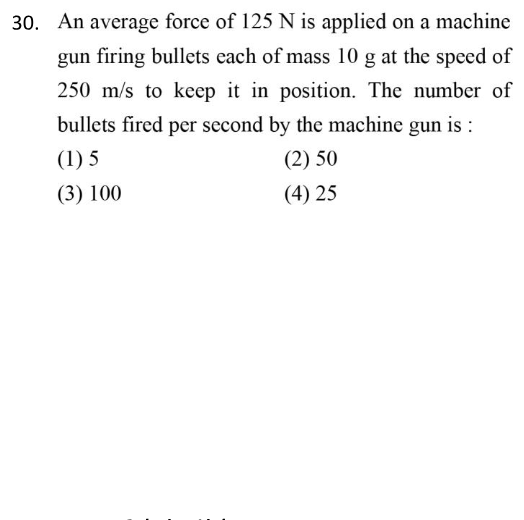 30. An average force of 125 N is applied on a machine
gun firing bullets each of mass 10 g at the speed of
250 m/s to keep it in position. The number of
bullets fired per second by the machine gun is :
(1) 5 (2) 50
(3) 100 (4) 25